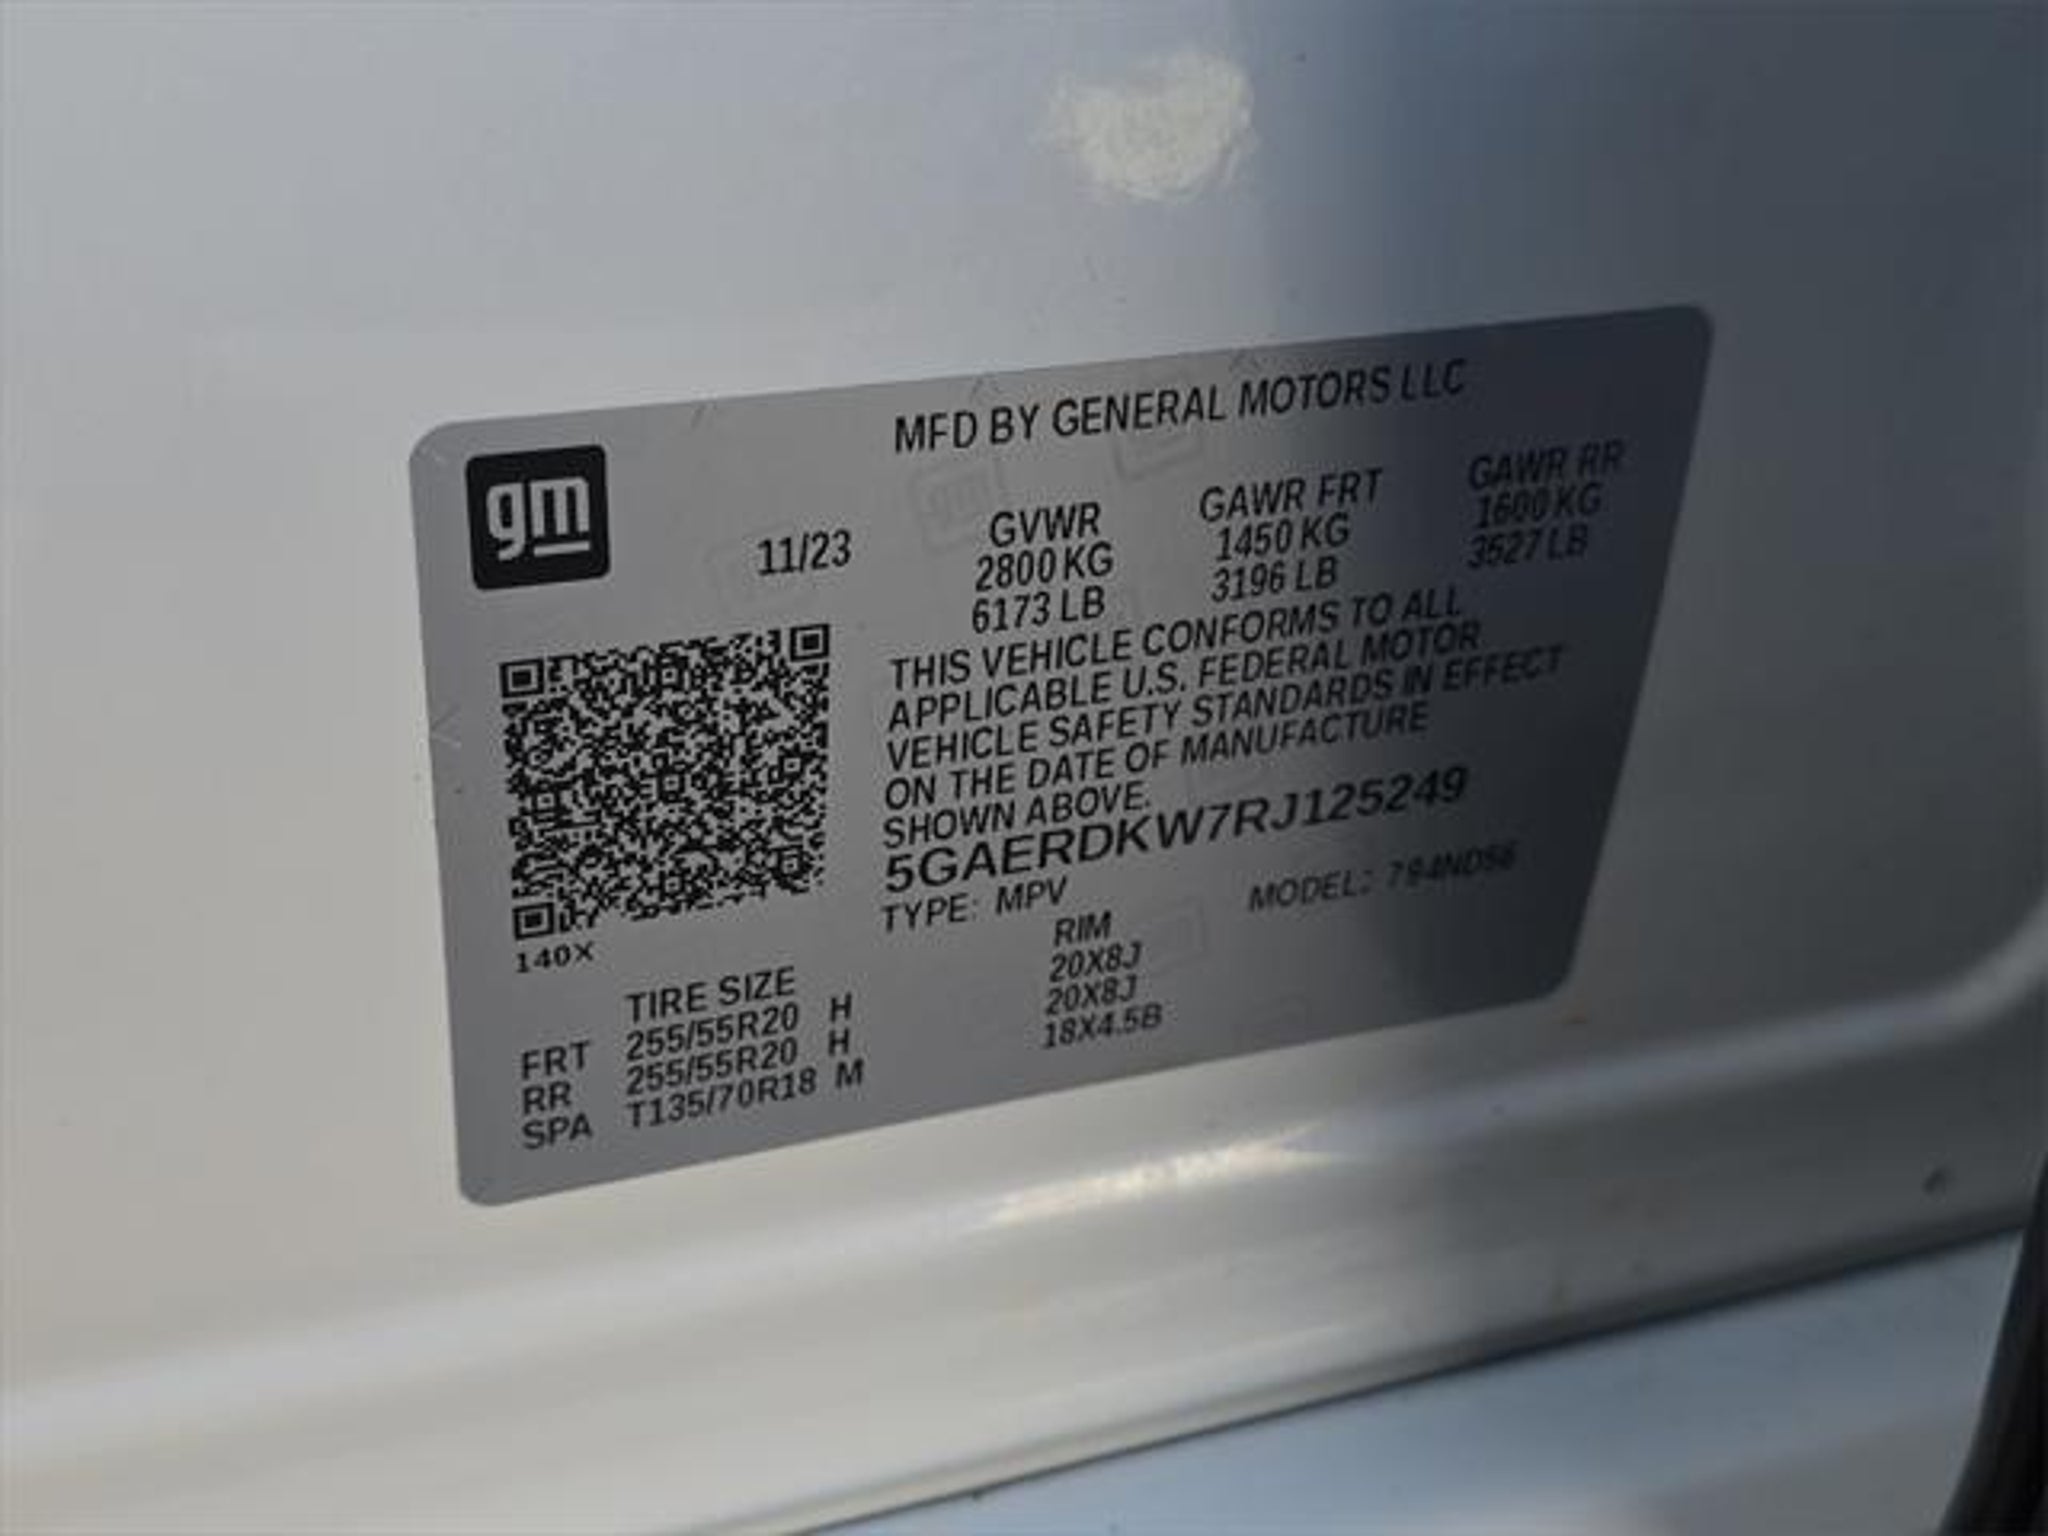 MFD BY GENERAL MOTORS LLC
gm
11/23
GVWR GAWR FRT GAWR RR
2800 KG 1450 KG 1600 KG
6173 LB 3196 LB 3527 LB
THIS VEHICLE CONFORMS TO ALL
APPLICABLE U.S. FEDERAL MOTOR
VEHICLE SAFETY STANDARDS IN EFFECT
ON THE DATE OF MANUFACTURE
SHOWN ABOVE.
5GAERDKW7RJ125249
TYPE: MPV MODEL: 794ND56
140X
TIRE SIZE RIM
FRT 255/55R20 H 20X8J
RR 255/55R20 H 20X8J
SPA T135/70R18 M 18X4.5B